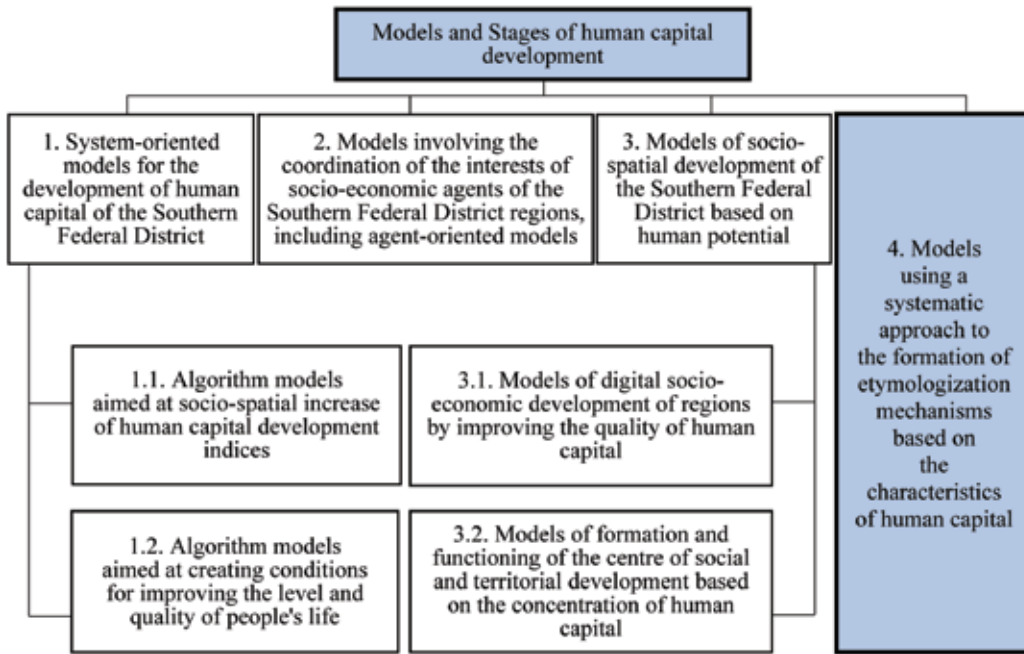 Models and Stages of human capital
development
1. System-oriented
models for the
development of human
capital of the Southern
Federal District
2. Models involving the
coordination of the interests of
socio-economic agents of the
Southern Federal District regions,
including agent-oriented models
3. Models of socio-
spatial development of
the Southern Federal
District based on
human potential
4. Models
using a
systematic
approach to
the formation of
etymologization
mechanisms
based on
the
characteristics
of human capital
1.1. Algorithm models
aimed at socio-spatial increase
of human capital development
indices
3.1. Models of digital socio-
economic development of regions
by improving the quality of human
capital
1.2. Algorithm models
aimed at creating conditions
for improving the level and
quality of people's life
3.2. Models of formation and
functioning of the centre of social
and territorial development based
on the concentration of human
capital